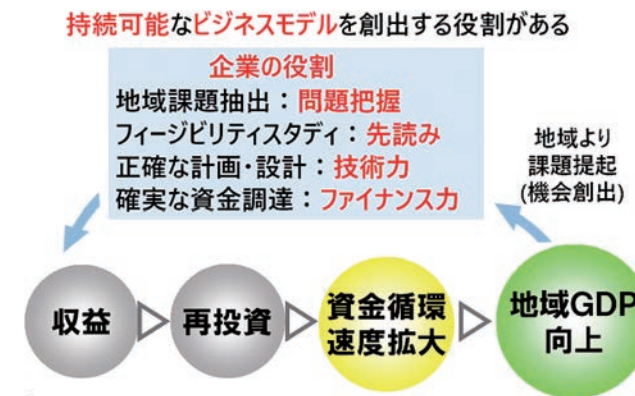 持続可能なビジネスモデルを創出する役割がある
企業の役割
地域課題抽出：問題把握
フィージビリティスタディ：先読み
正確な計画・設計：技術力
確実な資金調達：ファイナンス力
地域より
課題提起
(機会創出)
収益
再投資
資金循環
速度拡大
地域GDP
向上